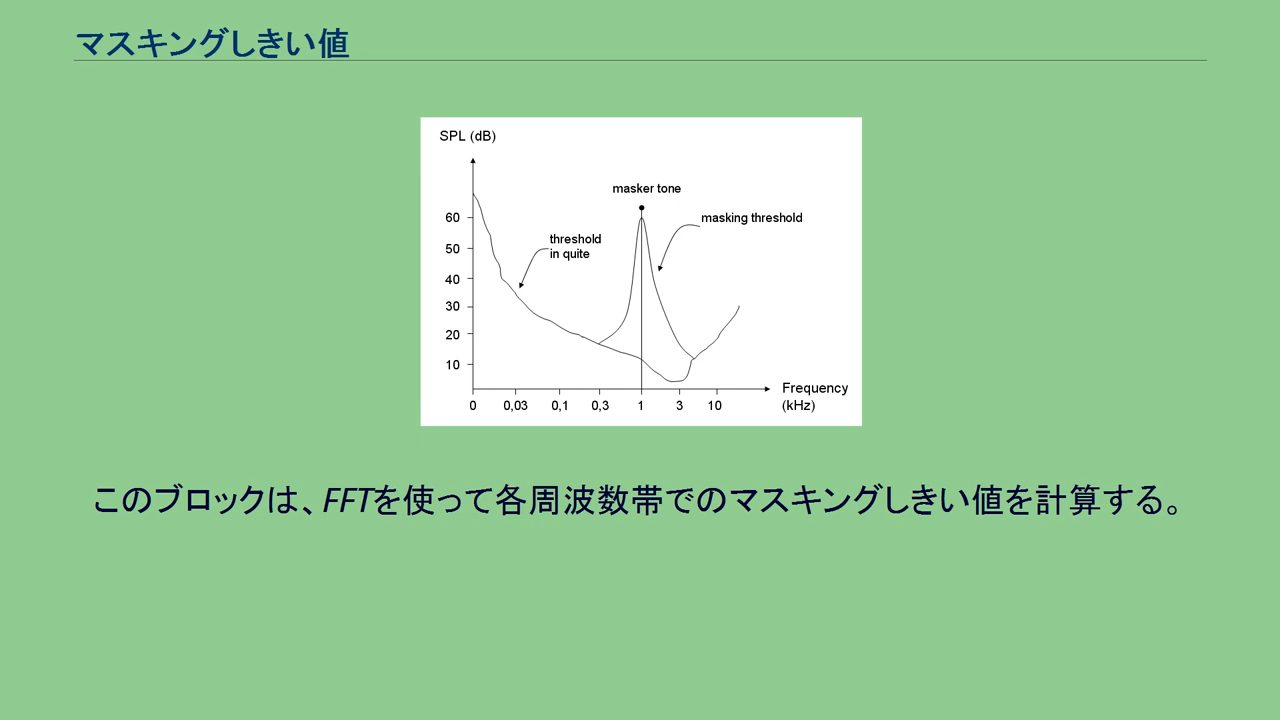 マスキングしきい値
SPL (dB)
masker tone
masking threshold
threshold
in quite
60
50
40
30
20
10
0 0,03 0,1 0,3 1 3 10
Frequency
(kHz)
このブロックは、FFTを使って各周波数帯でのマスキングしきい値を計算する。